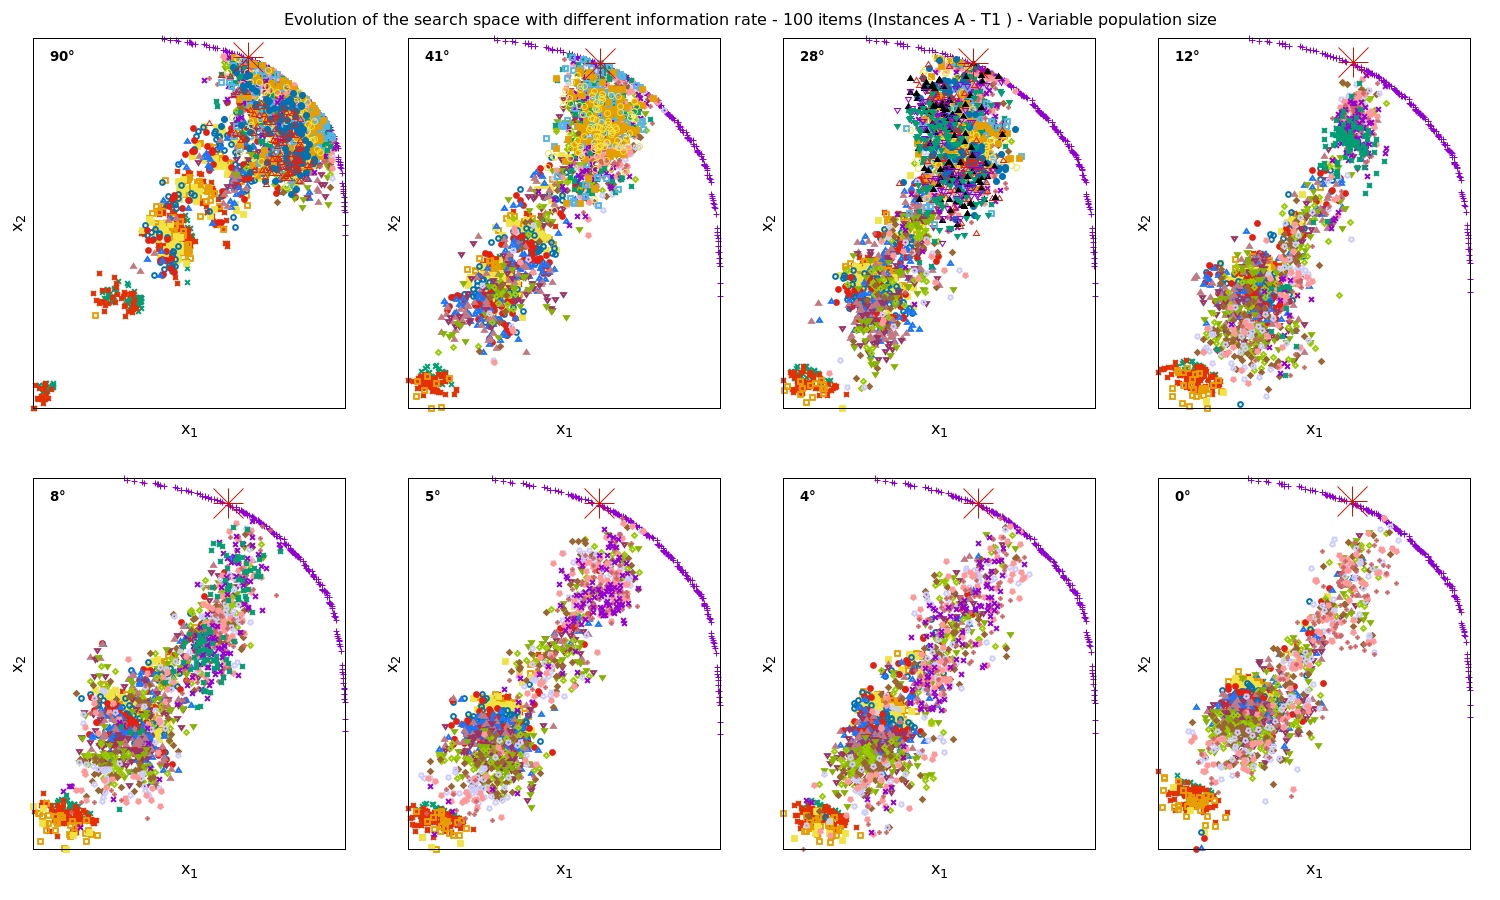 Evolution of the search space with different information rate - 100 items (Instances A - T1 ) - Variable population size
90°
41°
28°
12°
x2
x2
x2
x2
x1
x1
x1
x1
8°
5°
4°
0°
x2
x2
x2
x2
x1
x1
x1
x1